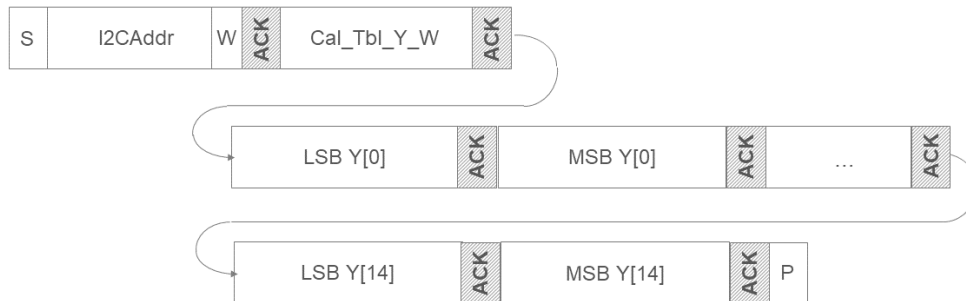 S I2CAddr W ACK Cal_Tbl_Y_W ACK
LSB Y[0] ACK MSB Y[0] ACK ... ACK
LSB Y[14] ACK MSB Y[14] ACK P